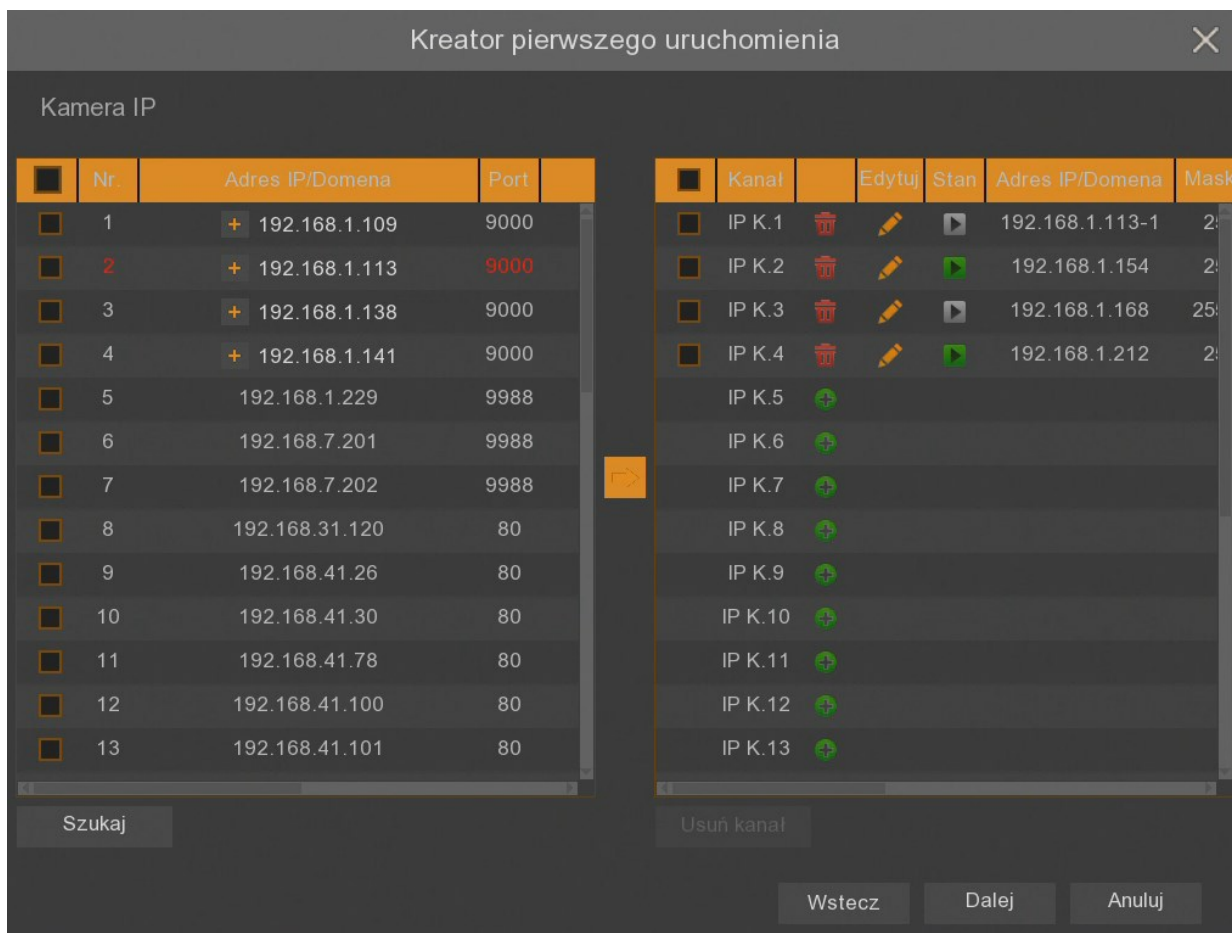 Kreator pierwszego uruchomienia
Kamera IP
Nr. Adres IP/Domena Port
1 + 192.168.1.109 9000
2 + 192.168.1.113 9000
3 + 192.168.1.138 9000
4 + 192.168.1.141 9000
5 192.168.1.229 9988
6 192.168.7.201 9988
7 192.168.7.202 9988
8 192.168.31.120 80
9 192.168.41.26 80
10 192.168.41.30 80
11 192.168.41.78 80
12 192.168.41.100 80
13 192.168.41.101 80
Szukaj
Kanał Edytuj Stan Adres IP/Domena Mask
IP K.1 192.168.1.113-1 25
IP K.2 192.168.1.154 25
IP K.3 192.168.1.168 255
IP K.4 192.168.1.212 25
IP K.5
IP K.6
IP K.7
IP K.8
IP K.9
IP K.10
IP K.11
IP K.12
IP K.13
Usuń kanał
Wstecz Dalej Anuluj